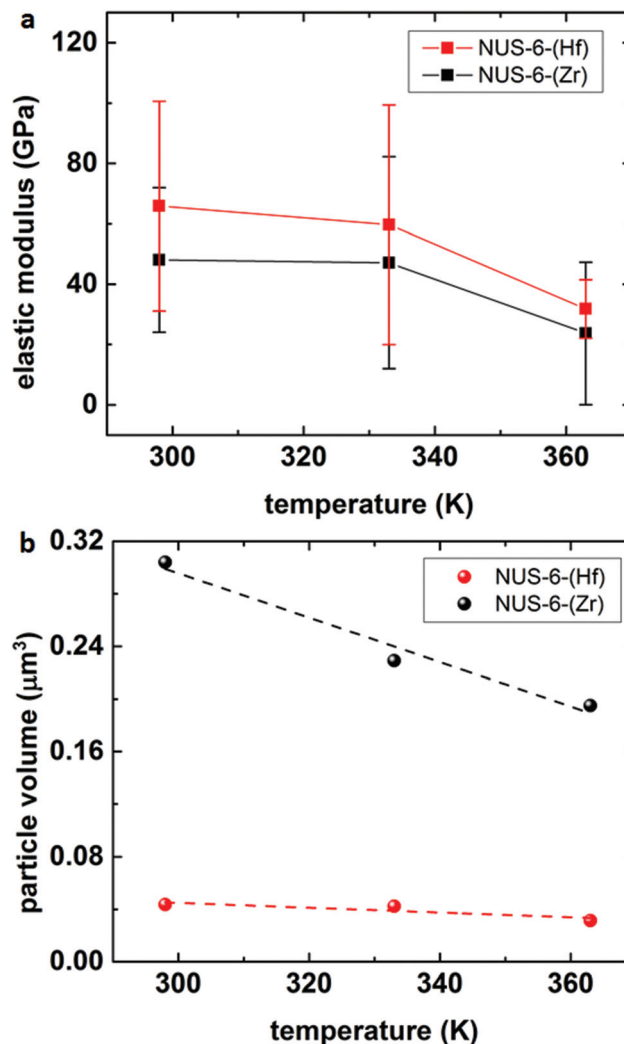 a
120
80
40
0
elastic modulus (GPa)
NUS-6-(Hf)
NUS-6-(Zr)
300 320 340 360
temperature (K)
b
0.32
0.24
0.16
0.08
0.00
particle volume (μm³)
NUS-6-(Hf)
NUS-6-(Zr)
300 320 340 360
temperature (K)